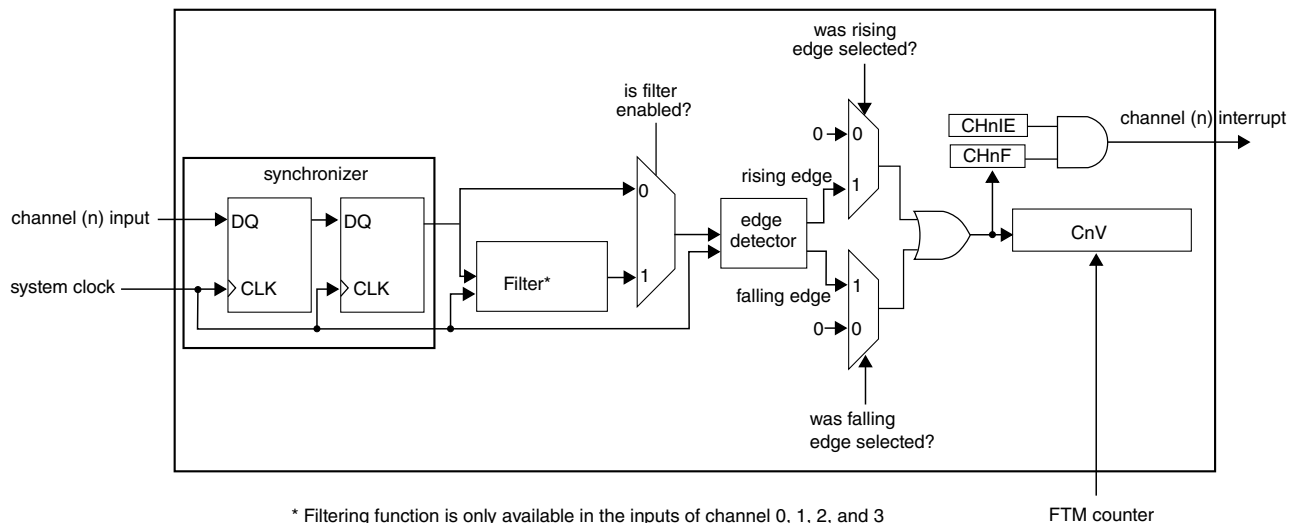 was rising
edge selected?
is filter
enabled?
CHnIE
channel (n) interrupt
0
0
CHnF
synchronizer
rising edge
1
0
channel (n) input
DQ
DQ
edge
detector
CnV
Filter*
1
system clock
CLK
CLK
falling edge
1
0
0
was falling
edge selected?
* Filtering function is only available in the inputs of channel 0, 1, 2, and 3
FTM counter